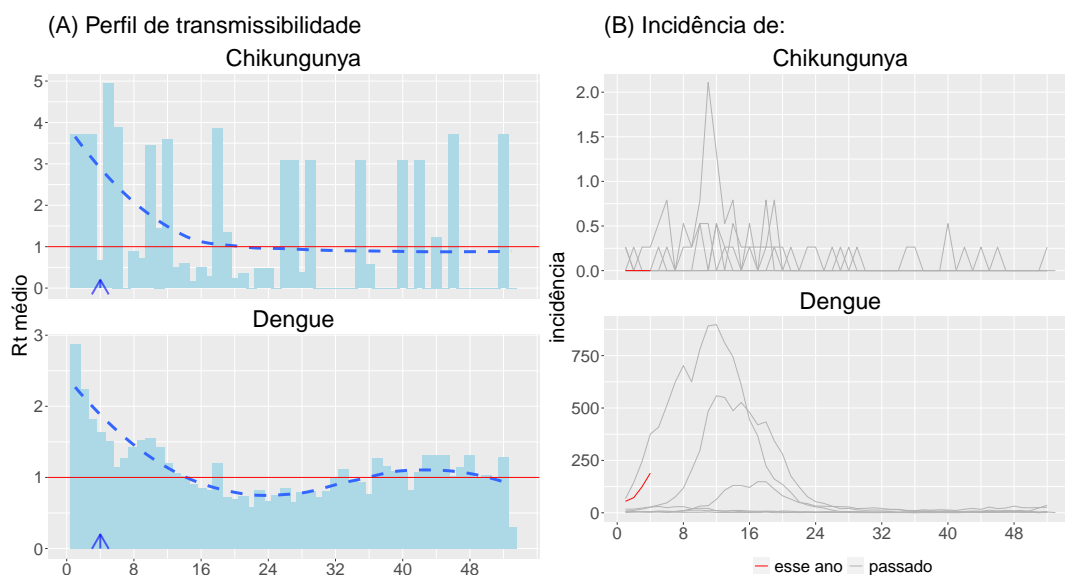 (A) Perfil de transmissibilidade
Chikungunya
5
4
3
2
1
0
Dengue
3
2
1
0
0 8 16 24 32 40 48
Rt médio
(B) Incidência de:
Chikungunya
2.0
1.5
1.0
0.5
0.0
Dengue
750
500
250
0
8 16 24 32 40 48
incidência
esse ano passado